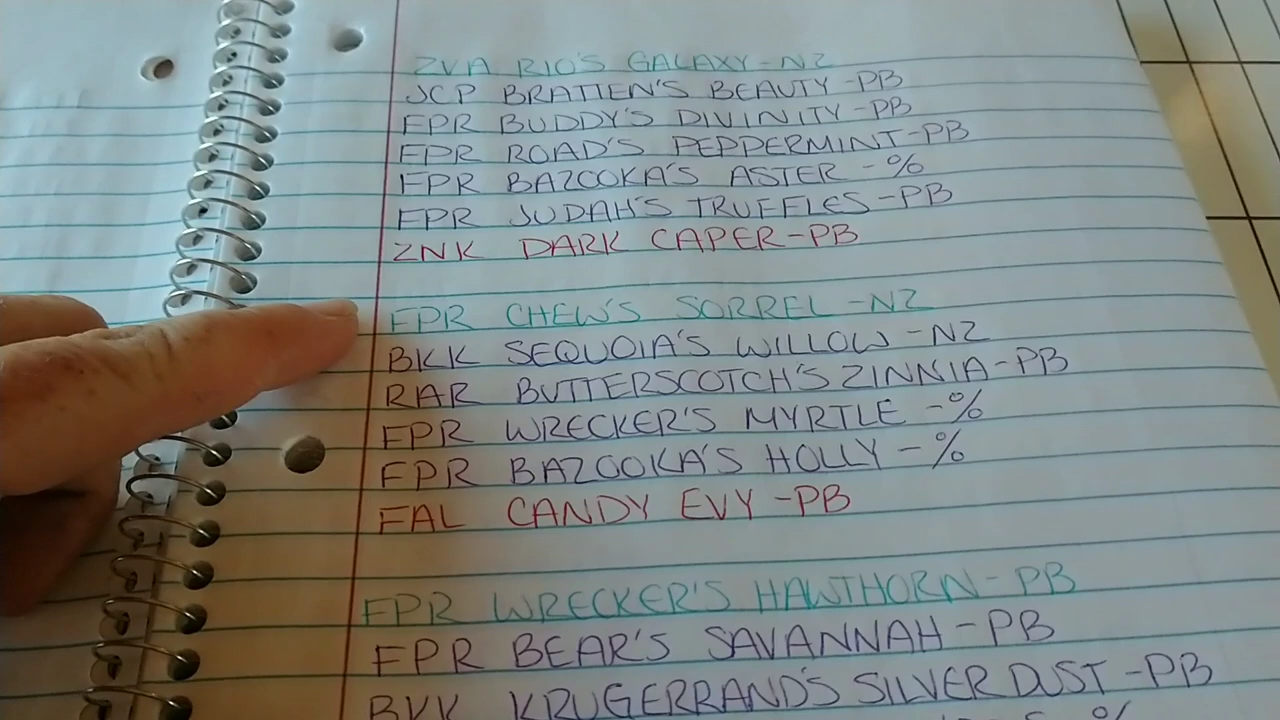 ZVA RIO'S GALAXY-NZ
JCP BRATTEN'S BEAUTY-PB
FPR BUDDY'S DIVINITY-PB
FPR ROAD'S PEPPERMINT-PB
FPR BAZOOKA'S ASTER -%
FPR JUDAH'S TRUFFLES-PB
ZNK DARK CAPER-PB
FPR CHEW'S SORREL-NZ
BKK SEQUOIA'S WILLOW-NZ
RAR BUTTERSCOTCH'S ZINNIA-PB
FPR WRECKER'S MYRTLE -%
FPR BAZOOKA'S HOLLY -%
FAL CANDY EVY-PB
FPR WRECKER'S HAWTHORN-PB
FPR BEAR'S SAVANNAH-PB
BKK KRUGERRAND'S SILVER DUST-PB
%